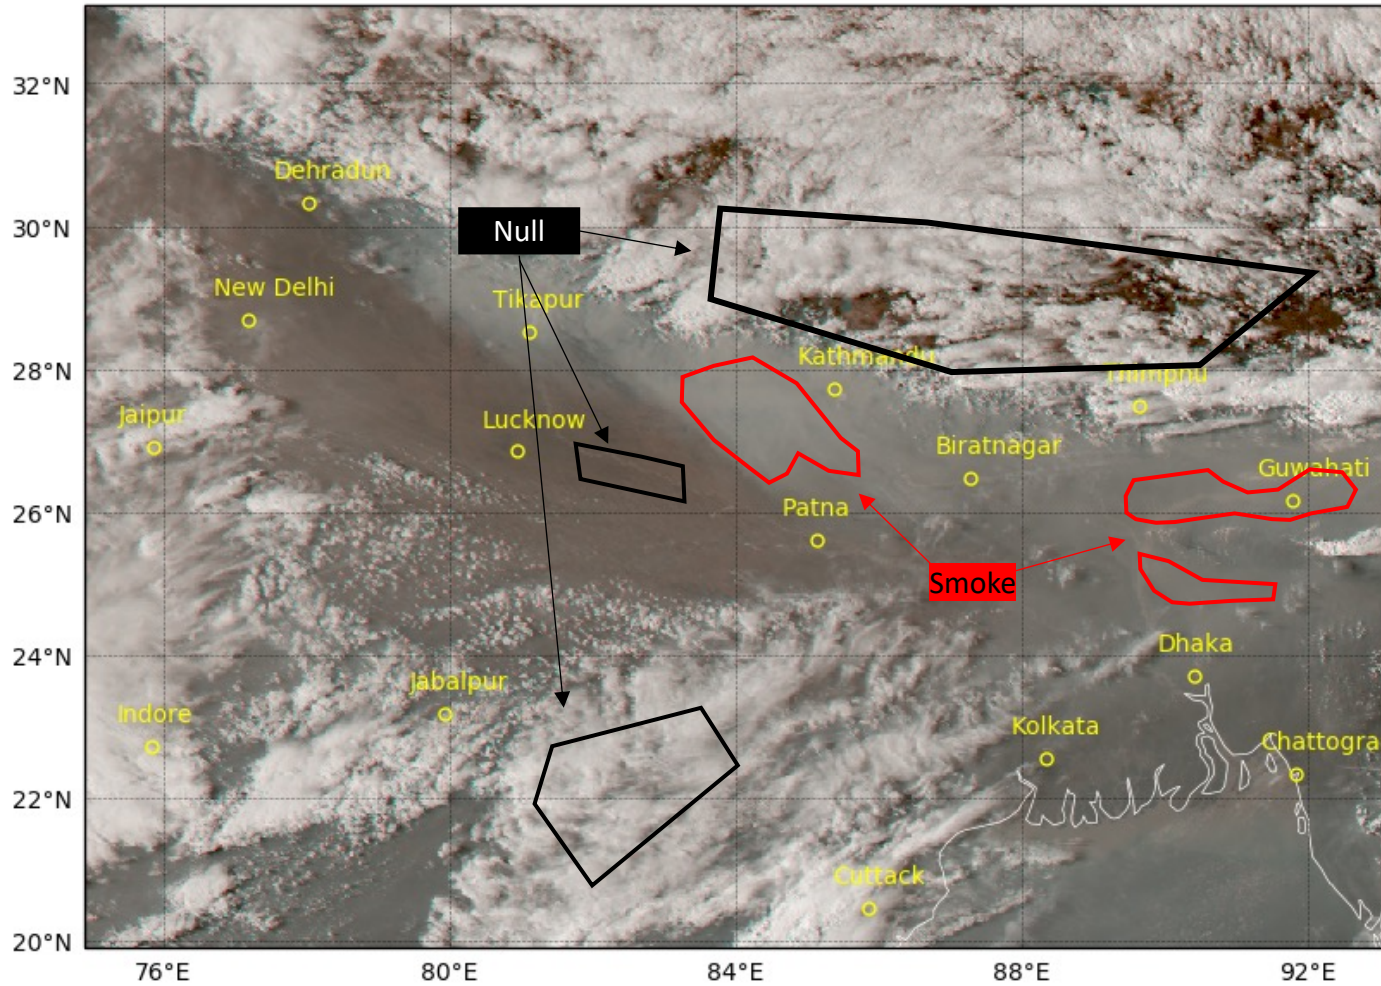 32°N
Dehradun
30°N
Null
New Delhi
Tikapur
28°N
Kathmandu
Thimphu
Jaipur
Lucknow
Biratnagar
Guwahati
26°N
Patna
Smoke
24°N
Dhaka
Jabalpur
Indore
Kolkata
Chattogra
22°N
Cuttack
20°N
76°E 80°E 84°E 88°E 92°E